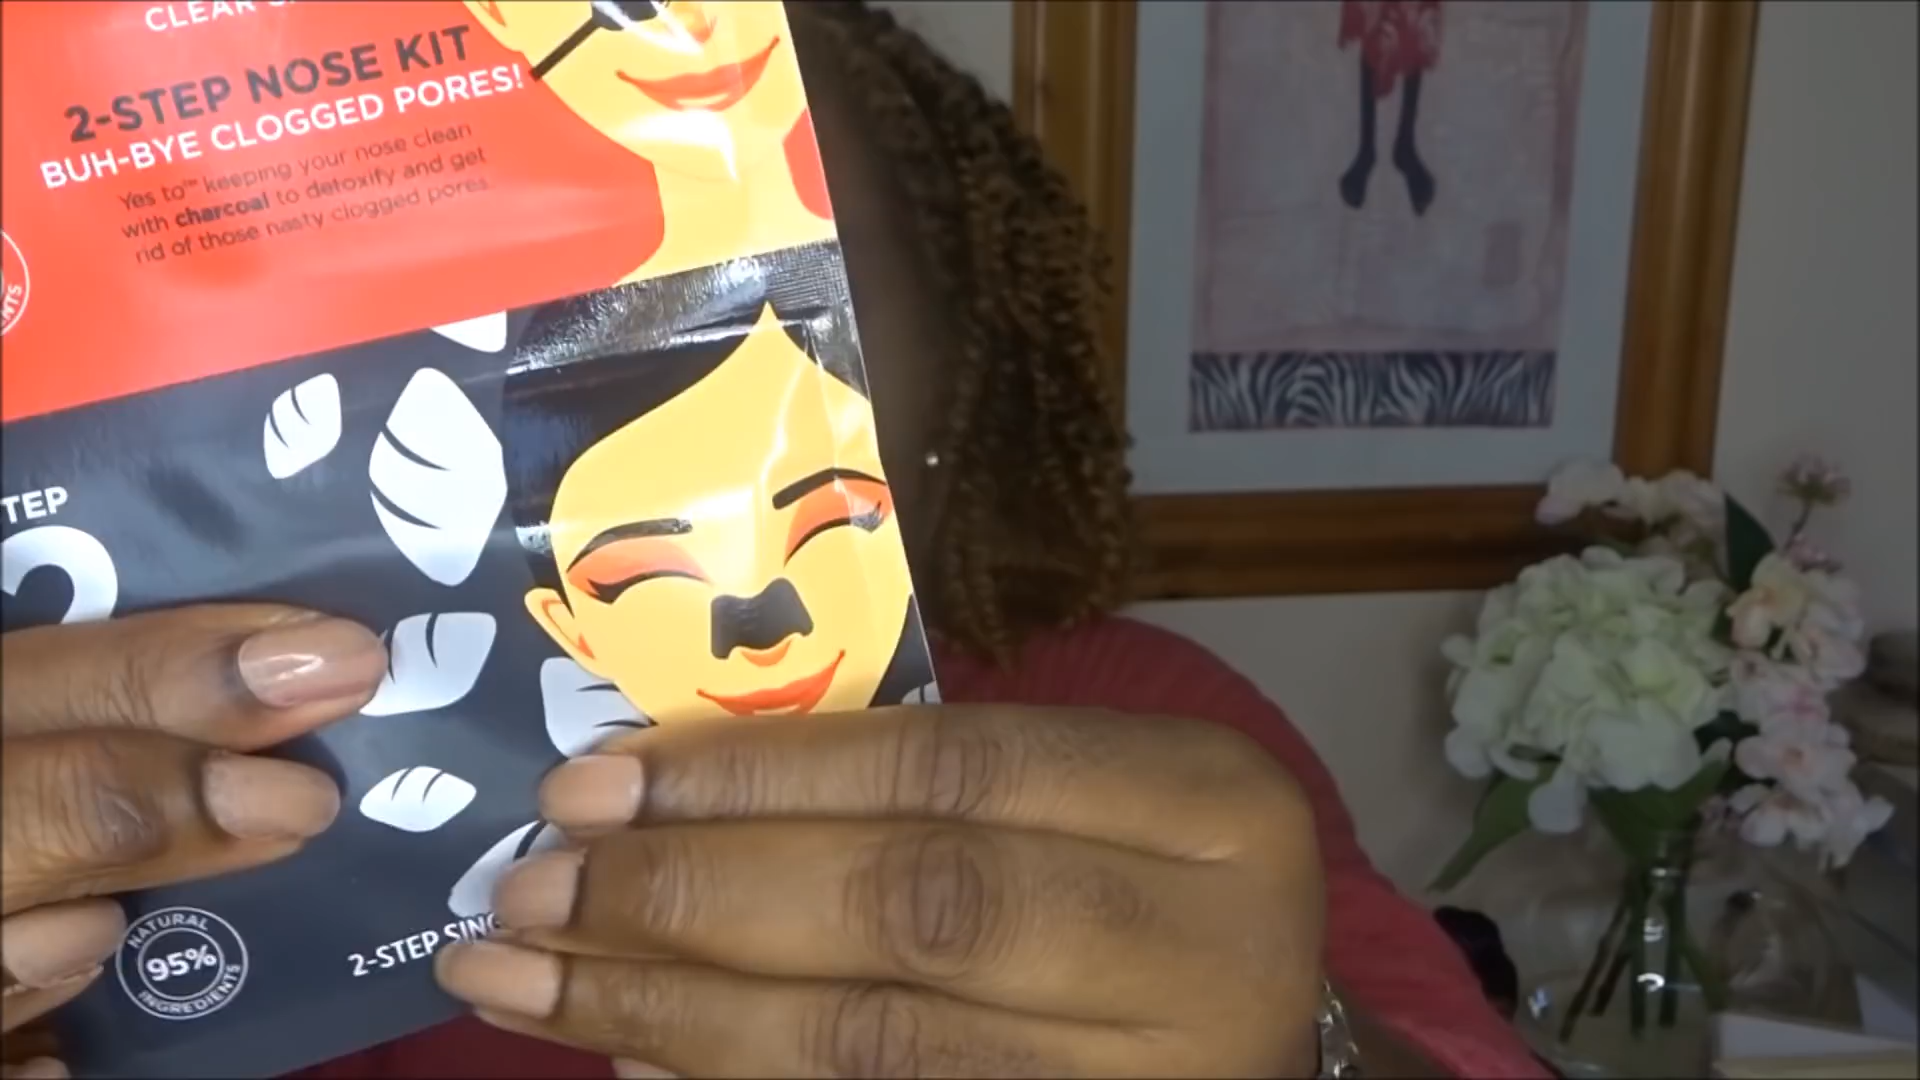 CLEAR
2-STEP NOSE KIT
BUH-BYE CLOGGED PORES!
Yes to™ keeping your nose clean
with charcoal to detoxify and get
rid of those nasty clogged pores.
TEP
2
NATURAL
95%
INGREDIENTS
2-STEP